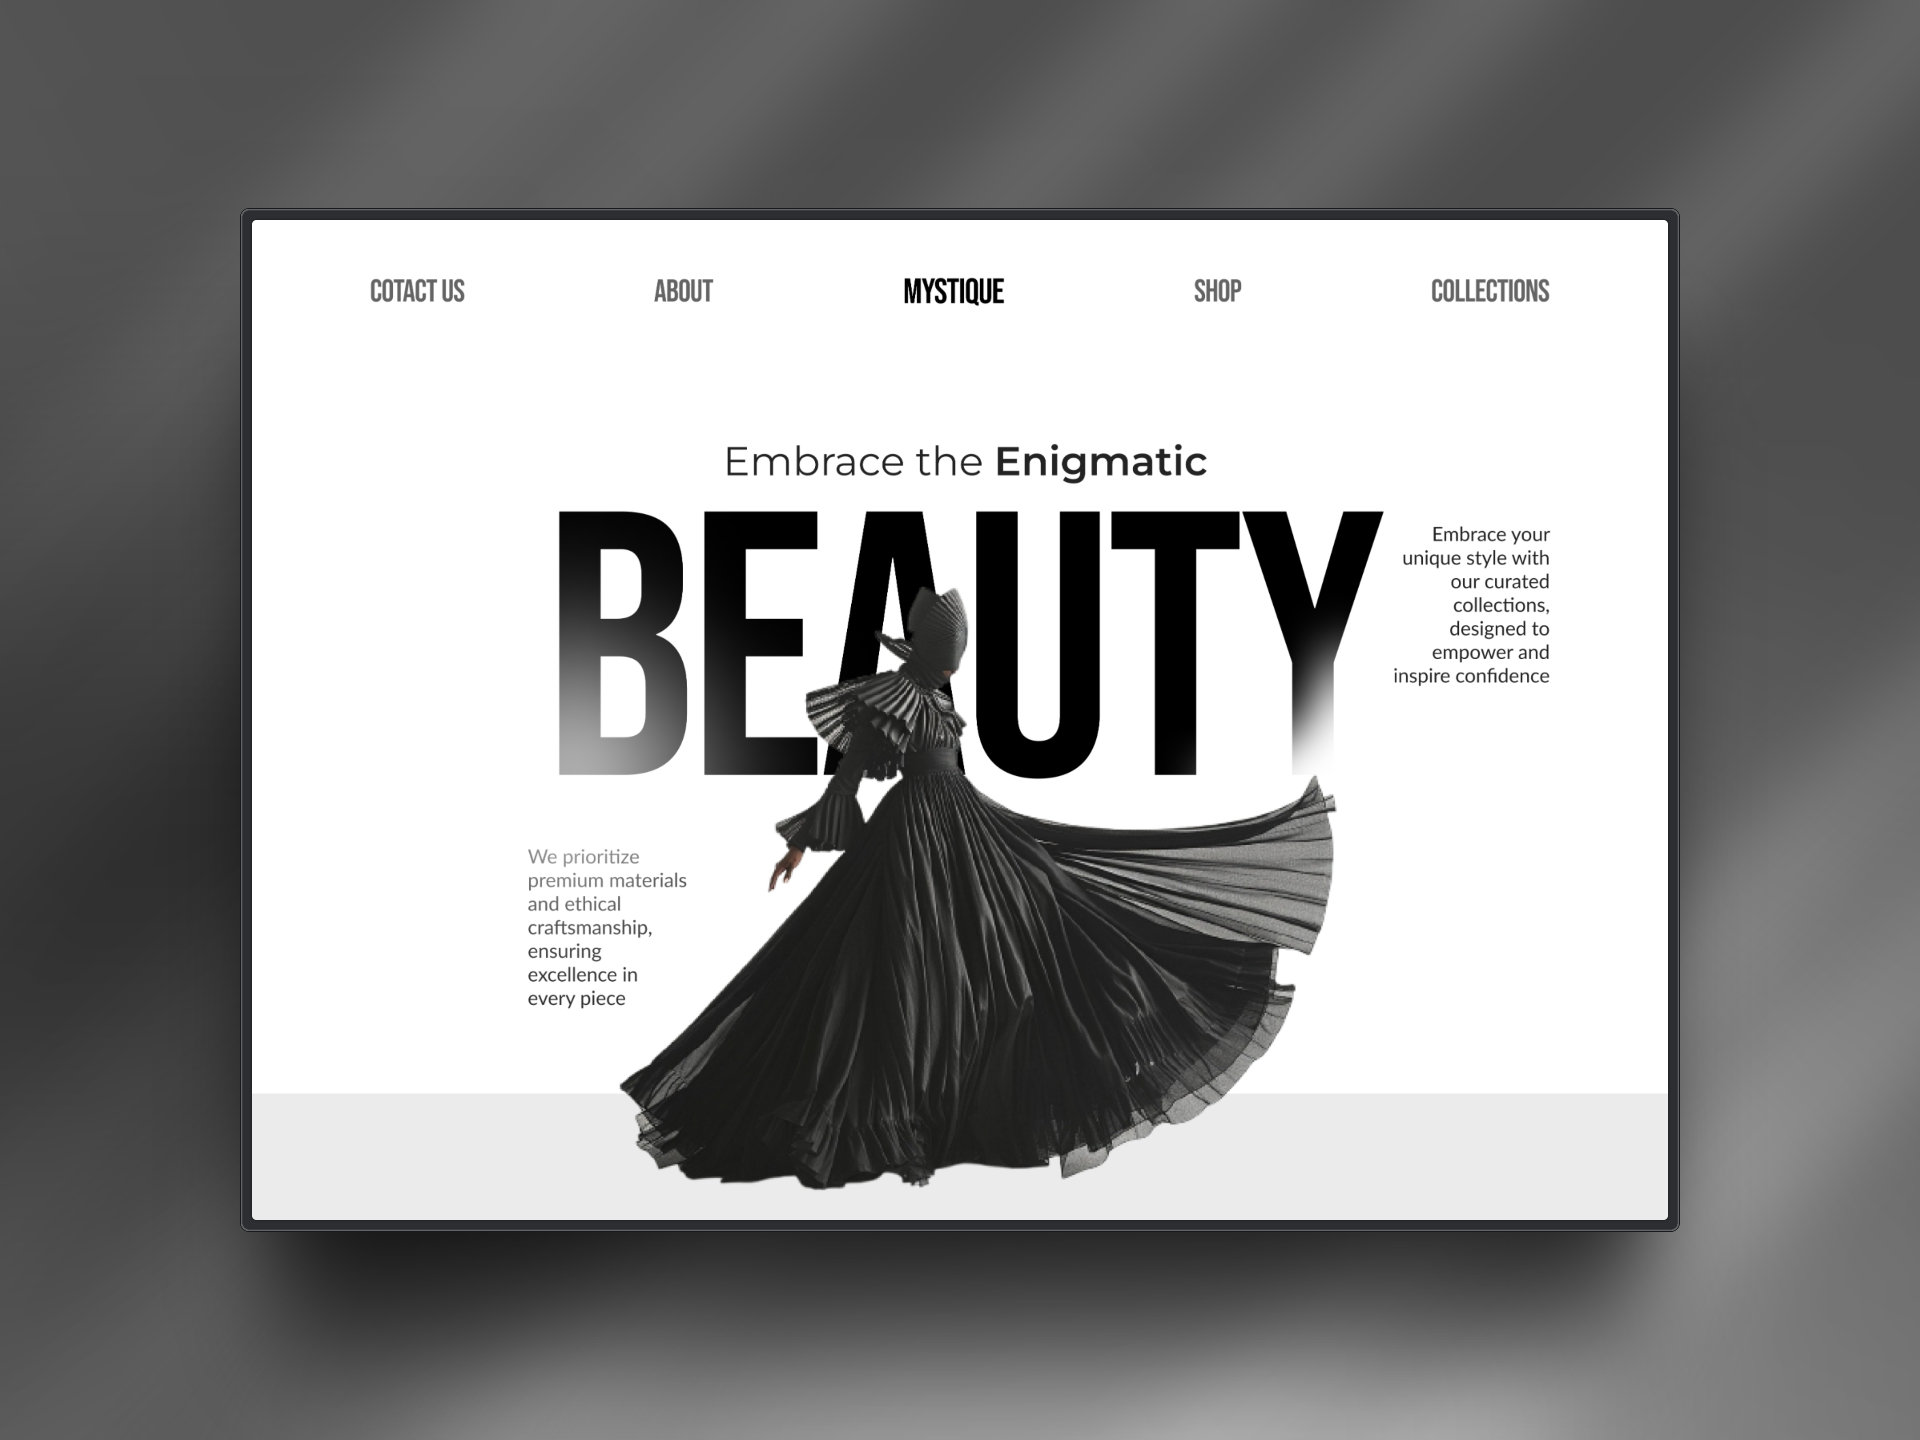 COTACT US ABOUT MYSTIQUE SHOP COLLECTIONS
Embrace the Enigmatic
BEAUTY
Embrace your
unique style with
our curated
collections,
designed to
empower and
inspire confidence
We prioritize
premium materials
and ethical
craftsmanship,
ensuring
excellence in
every piece